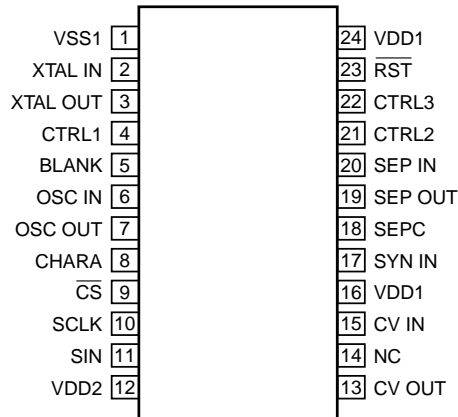 VSS1 1 24 VDD1
XTAL IN 2 23 R̅S̅T̅
XTAL OUT 3 22 CTRL3
CTRL1 4 21 CTRL2
BLANK 5 20 SEP IN
OSC IN 6 19 SEP OUT
OSC OUT 7 18 SEPC
CHARA 8 17 SYN IN
C̅S̅ 9 16 VDD1
SCLK 10 15 CV IN
SIN 11 14 NC
VDD2 12 13 CV OUT